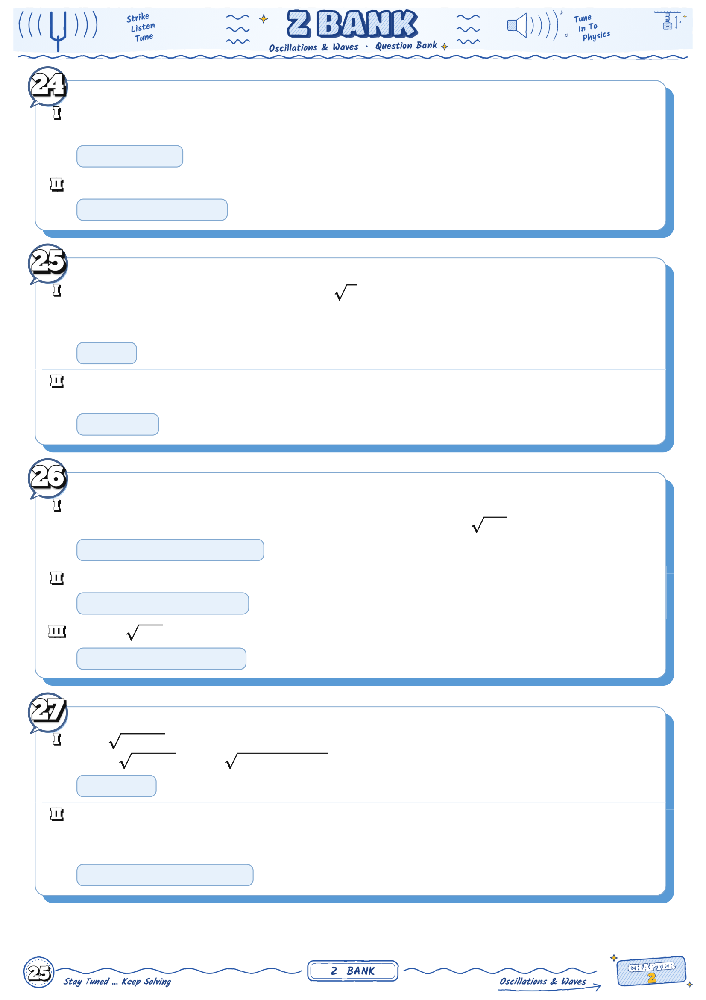 Strike
Listen
Tune
Z BANK
Oscillations & Waves · Question Bank
Tune
In To
Physics
m
24
I
II
25
I
√
II
26
I
√
II
III
√
27
I
√
√ √
II
25
Stay Tuned ... Keep Solving
Z BANK
Oscillations & Waves
CHAPTER
2